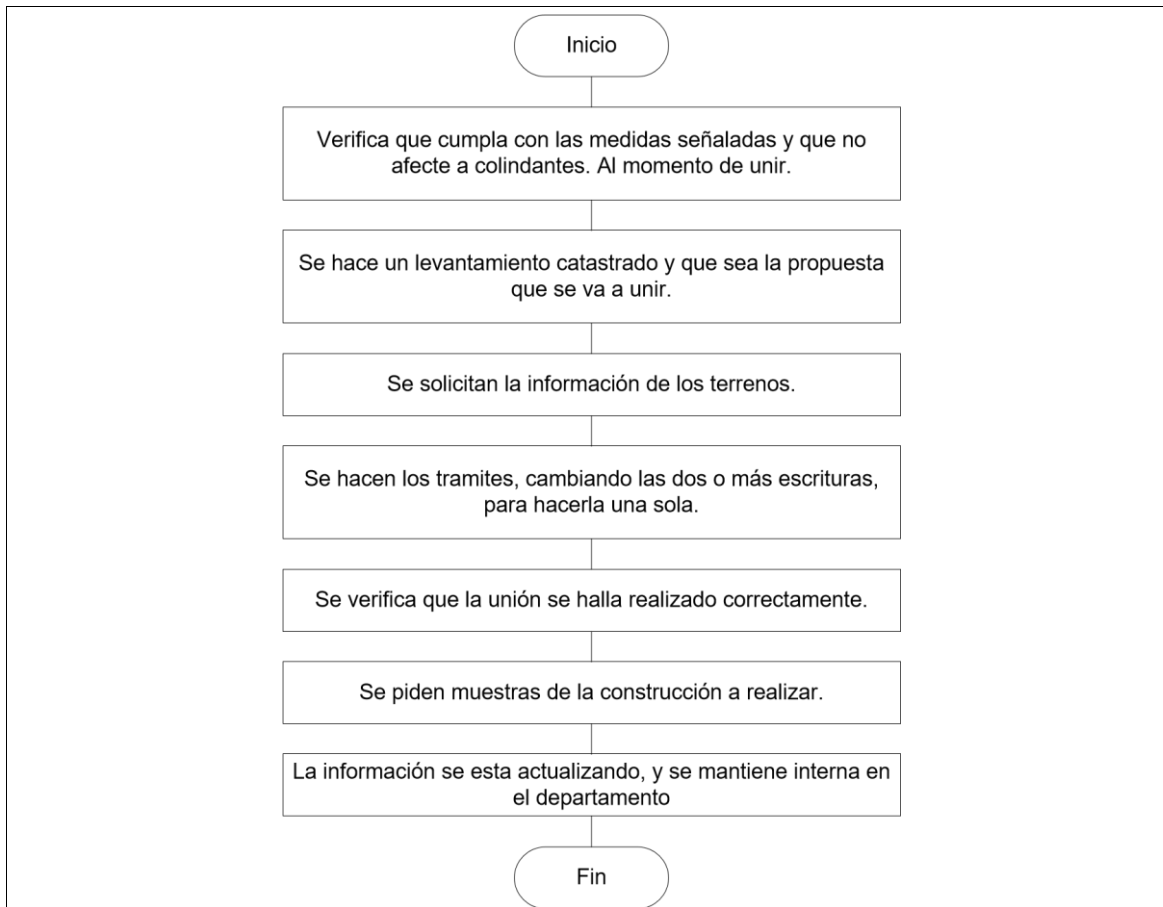 Inicio
Verifica que cumpla con las medidas señaladas y que no
afecte a colindantes. Al momento de unir.
Se hace un levantamiento catastrado y que sea la propuesta
que se va a unir.
Se solicitan la información de los terrenos.
Se hacen los tramites, cambiando las dos o más escrituras,
para hacerla una sola.
Se verifica que la unión se halla realizado correctamente.
Se piden muestras de la construcción a realizar.
La información se esta actualizando, y se mantiene interna en
el departamento
Fin